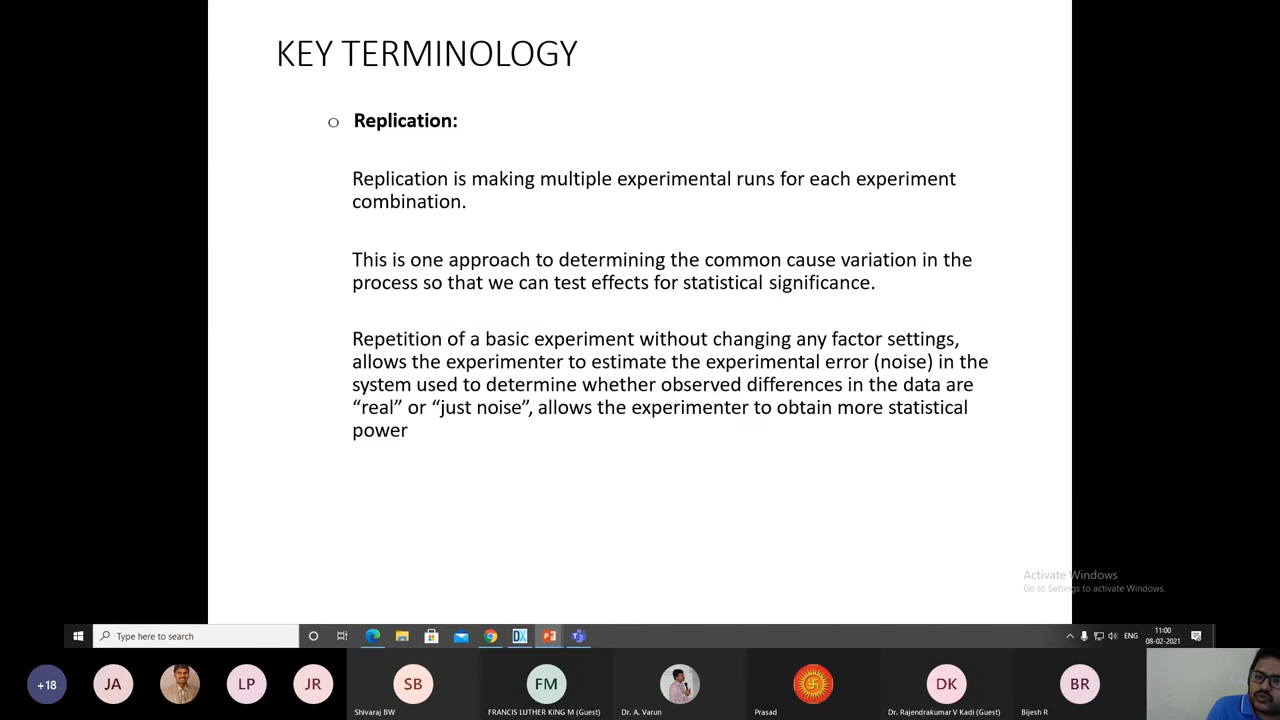 KEY TERMINOLOGY
Replication:
Replication is making multiple experimental runs for each experiment
combination.
This is one approach to determining the common cause variation in the
process so that we can test effects for statistical significance.
Repetition of a basic experiment without changing any factor settings,
allows the experimenter to estimate the experimental error (noise) in the
system used to determine whether observed differences in the data are
“real” or “just noise”, allows the experimenter to obtain more statistical
power
Activate Windows
Go to Settings to activate Windows.
Type here to search
DX
ENG
11:00
08-02-2021
+18
JA
LP
JR
SB
FM
DK
BR
Shivaraj BW
FRANCIS LUTHER KING M (Guest)
Dr. A. Varun
Prasad
Dr. Rajendrakumar V Kadi (Guest)
Bijesh R